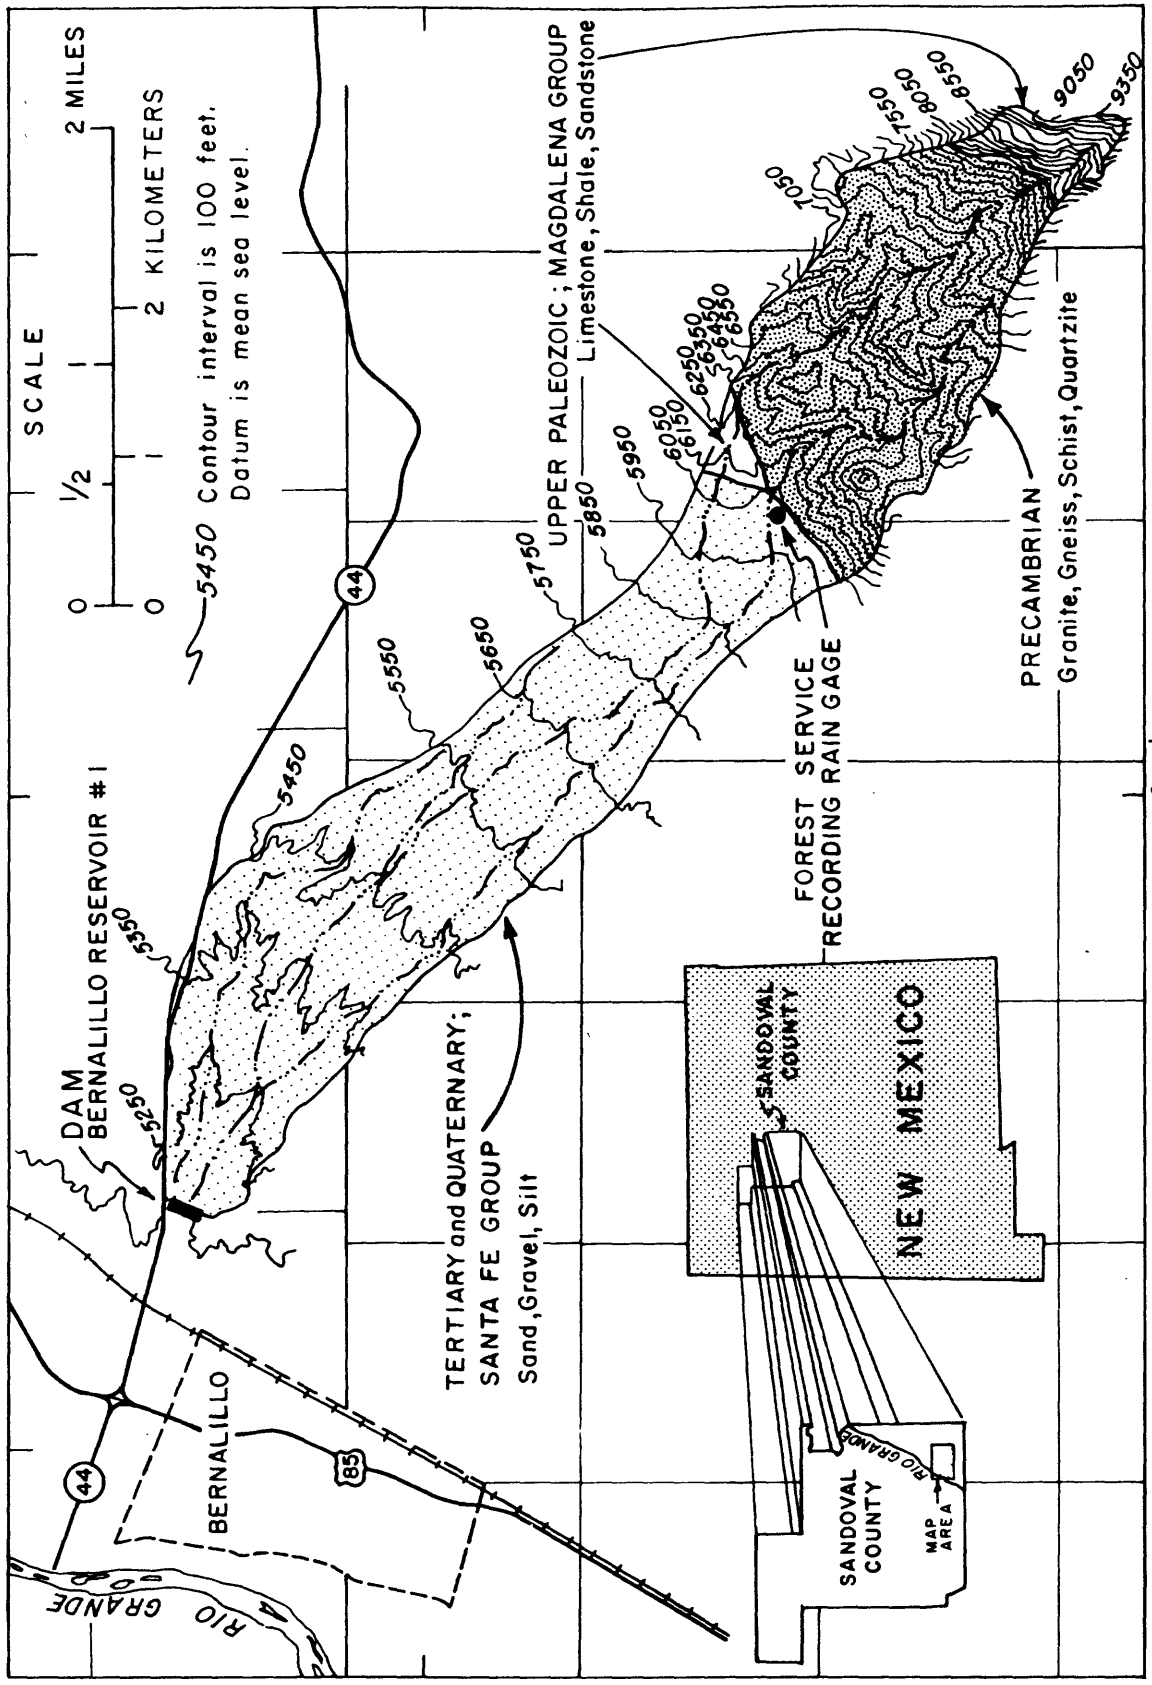 SCALE
0 1/2 1 2 MILES
0 1 2 KILOMETERS
5450 Contour interval is 100 feet.
Datum is mean sea level.
DAM
BERNALILLO RESERVOIR #1
44
44
85
BERNALILLO
RIO GRANDE
5250
5350
5450
5550
5650
5750
5850
5950
6050
6150
6250
6350
6450
6550
7050
7550
8050
8550
9050
9350
UPPER PALEOZOIC; MAGDALENA GROUP
Limestone, Shale, Sandstone
TERTIARY and QUATERNARY;
SANTA FE GROUP
Sand, Gravel, Silt
FOREST SERVICE
RECORDING RAIN GAGE
PRECAMBRIAN
Granite, Gneiss, Schist, Quartzite
SANDOVAL
COUNTY
NEW MEXICO
SANDOVAL
COUNTY
RIO GRANDE
MAP
AREA